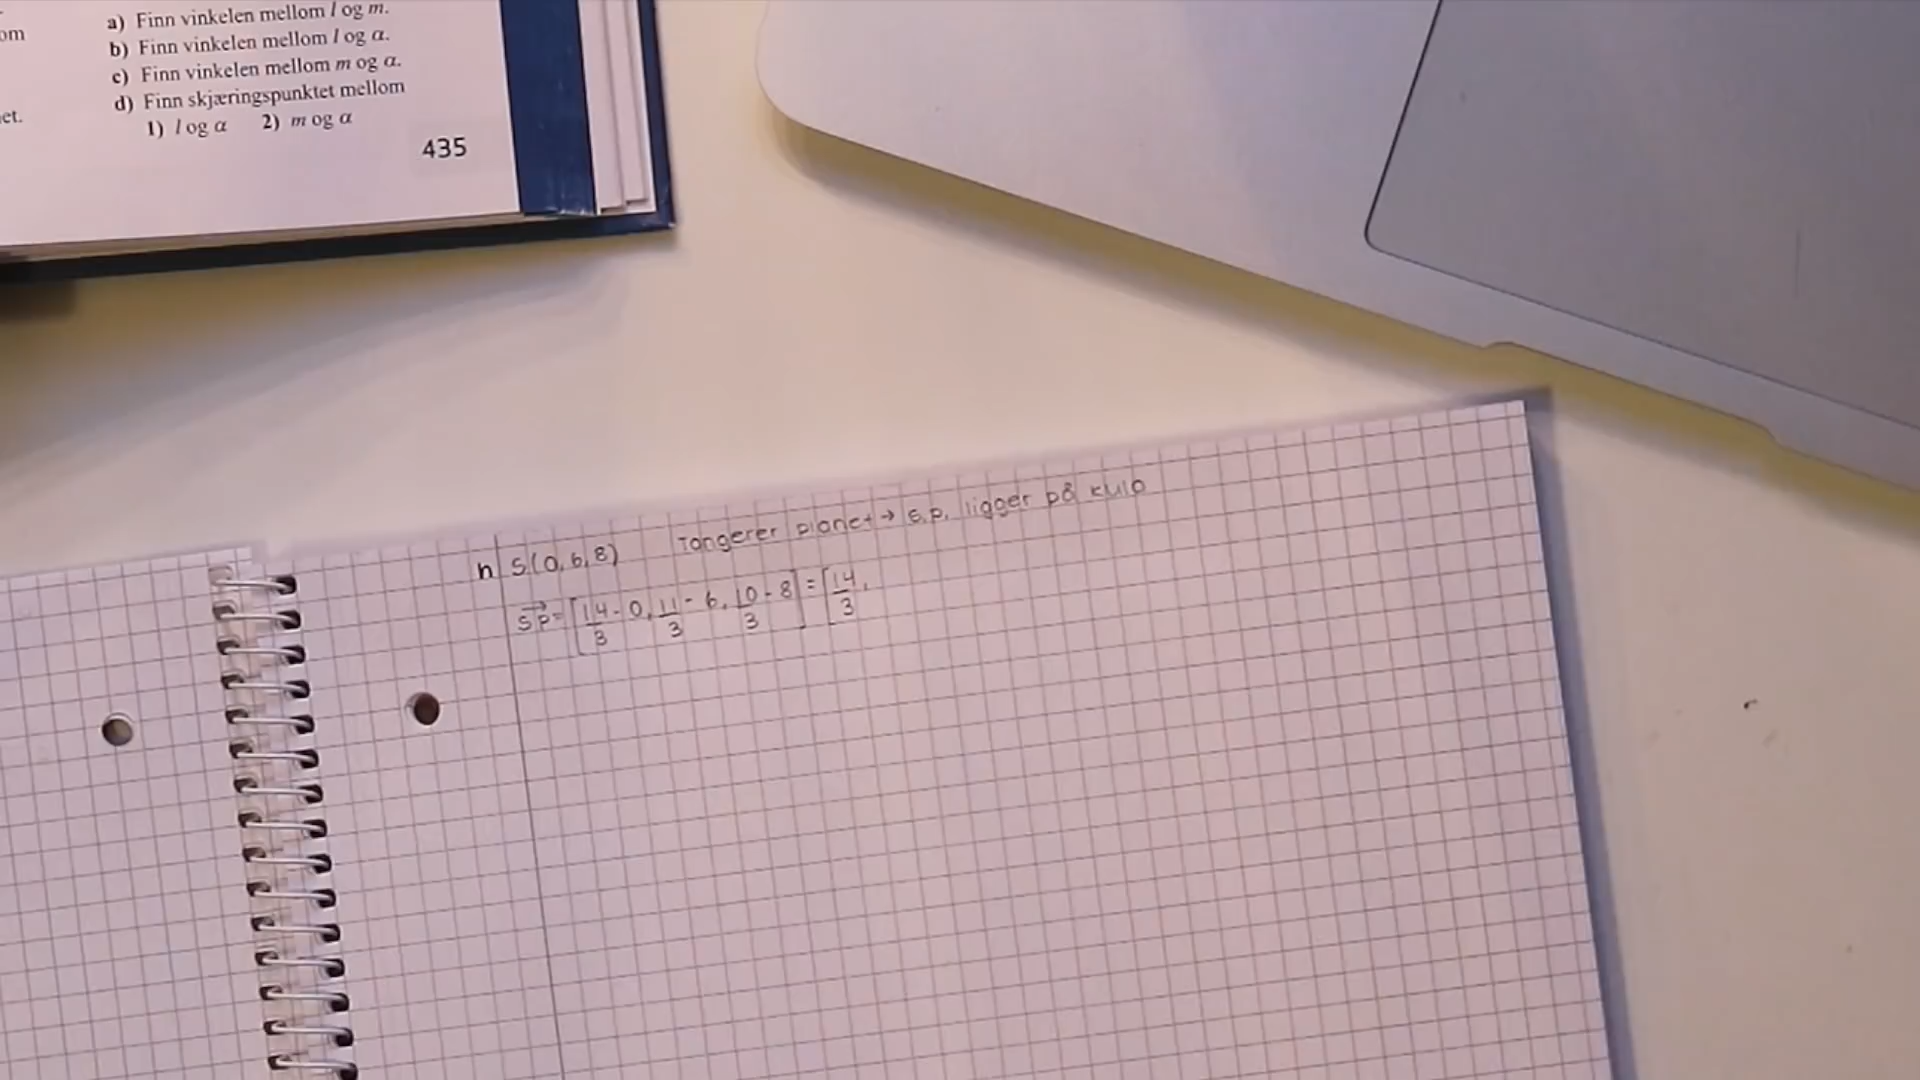 om
et.
a) Finn vinkelen mellom l og m.
b) Finn vinkelen mellom l og α.
c) Finn vinkelen mellom m og α.
d) Finn skjæringspunktet mellom
1) l og α 2) m og α
435
h S(0,6,8) Tangerer planet → s.p. ligger på kula
SP⃗ = [14/3 - 0, 11/3 - 6, 10/3 - 8] = [14/3,